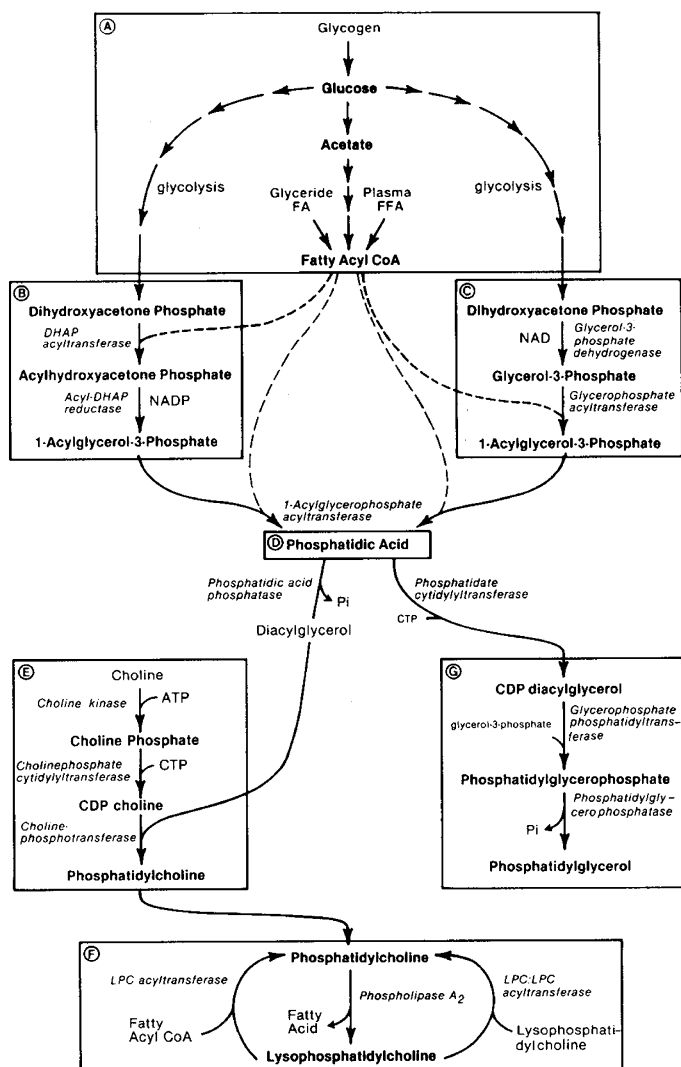 A
Glycogen
Glucose
Acetate
glycolysis
glycolysis
Glyceride
FA
Plasma
FFA
Fatty Acyl CoA
B
Dihydroxyacetone Phosphate
DHAP
acyltransferase
Acylhydroxyacetone Phosphate
Acyl-DHAP
reductase
NADP
1-Acylglycerol-3-Phosphate
C
Dihydroxyacetone Phosphate
NAD
Glycerol-3-
phosphate
dehydrogenase
Glycerol-3-Phosphate
Glycerophosphate
acyltransferase
1-Acylglycerol-3-Phosphate
1-Acylglycerophosphate
acyltransferase
D Phosphatidic Acid
Phosphatidic acid
phosphatase
Pi
Diacylglycerol
Phosphatidate
cytidylyltransferase
CTP
E
Choline
Choline kinase
ATP
Choline Phosphate
Cholinephosphate
cytidylyltransferase
CTP
CDP choline
Choline-
phosphotransferase
Phosphatidylcholine
G
CDP diacylglycerol
glycerol-3-phosphate
Glycerophosphate
phosphatidyltrans-
ferase
Phosphatidylglycerophosphate
Phosphatidylgly-
cerophosphatase
Pi
Phosphatidylglycerol
F
Phosphatidylcholine
LPC acyltransferase
Phospholipase A2
LPC:LPC
acyltransferase
Fatty
Acyl CoA
Fatty
Acid
Lysophosphati-
dylcholine
Lysophosphatidylcholine